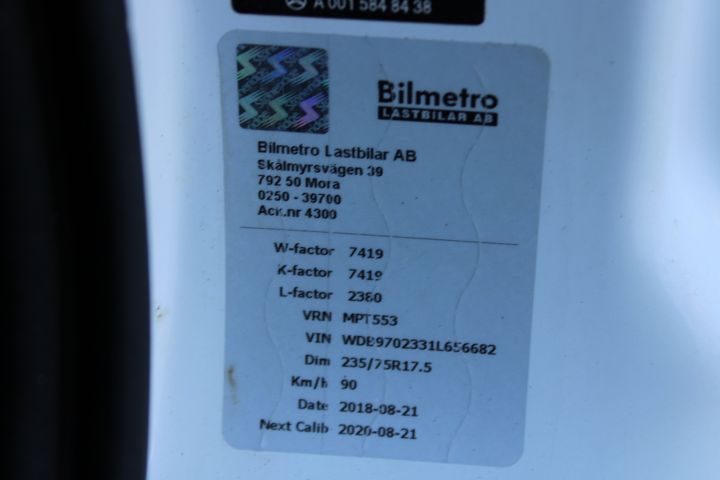 A 001 584 84 38
Bilmetro
LASTBILAR AB
Bilmetro Lastbilar AB
Skålmyrsvägen 39
792 50 Mora
0250 - 39700
Ack.nr 4300
W-factor 7419
K-factor 7419
L-factor 2380
VRN MPT553
VIN WDB9702331L656682
Dim 235/75R17.5
Km/h 90
Date 2018-08-21
Next Calib 2020-08-21